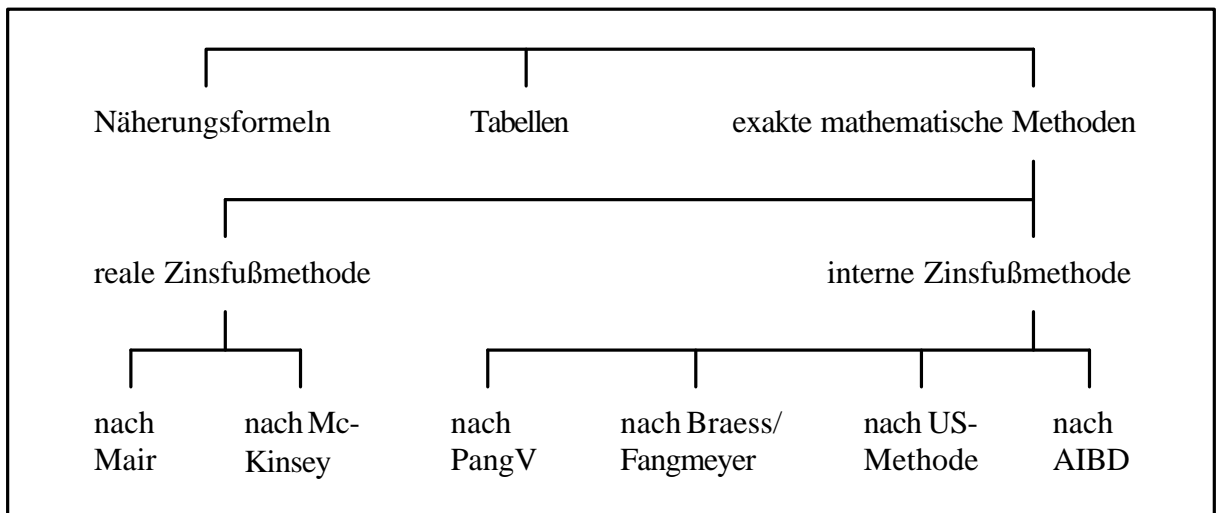 Näherungsformeln Tabellen exakte mathematische Methoden
reale Zinsfußmethode interne Zinsfußmethode
nach
Mair
nach Mc-
Kinsey
nach
PangV
nach Braess/
Fangmeyer
nach US-
Methode
nach
AIBD